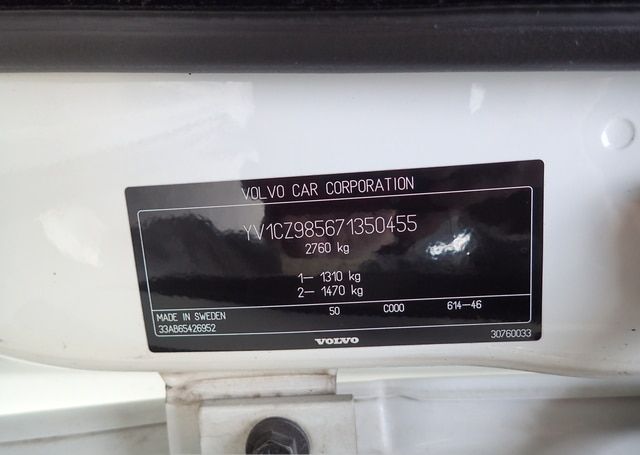 VOLVO CAR CORPORATION
YV1CZ985671350455
2760 kg
1— 1310 kg
2— 1470 kg
MADE IN SWEDEN 50 C000 614—46
33AB65426952 30760033
VOLVO